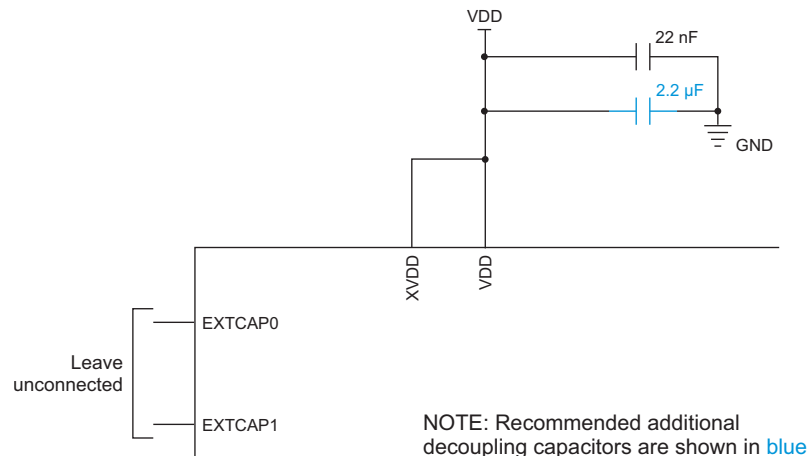 VDD
22 nF
2.2 µF
GND
XVDD
VDD
EXTCAP0
Leave
unconnected
EXTCAP1
NOTE: Recommended additional
decoupling capacitors are shown in blue